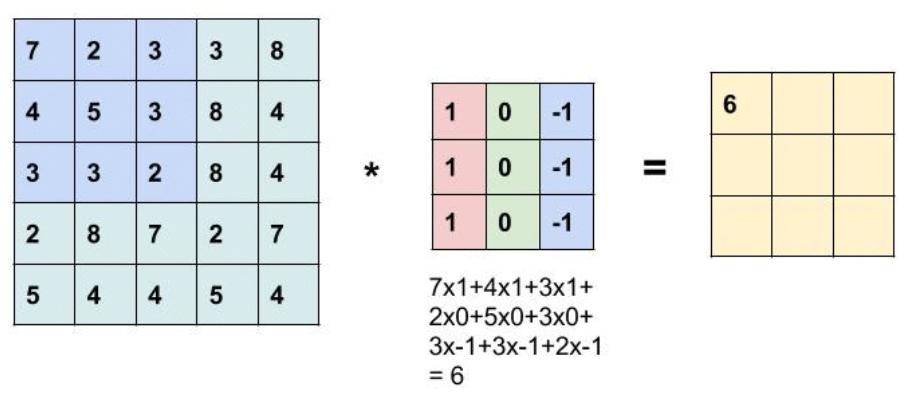 7 2 3 3 8
4 5 3 8 4
3 3 2 8 4
2 8 7 2 7
5 4 4 5 4
*
1 0 -1
1 0 -1
1 0 -1
7x1+4x1+3x1+
2x0+5x0+3x0+
3x-1+3x-1+2x-1
= 6
=
6